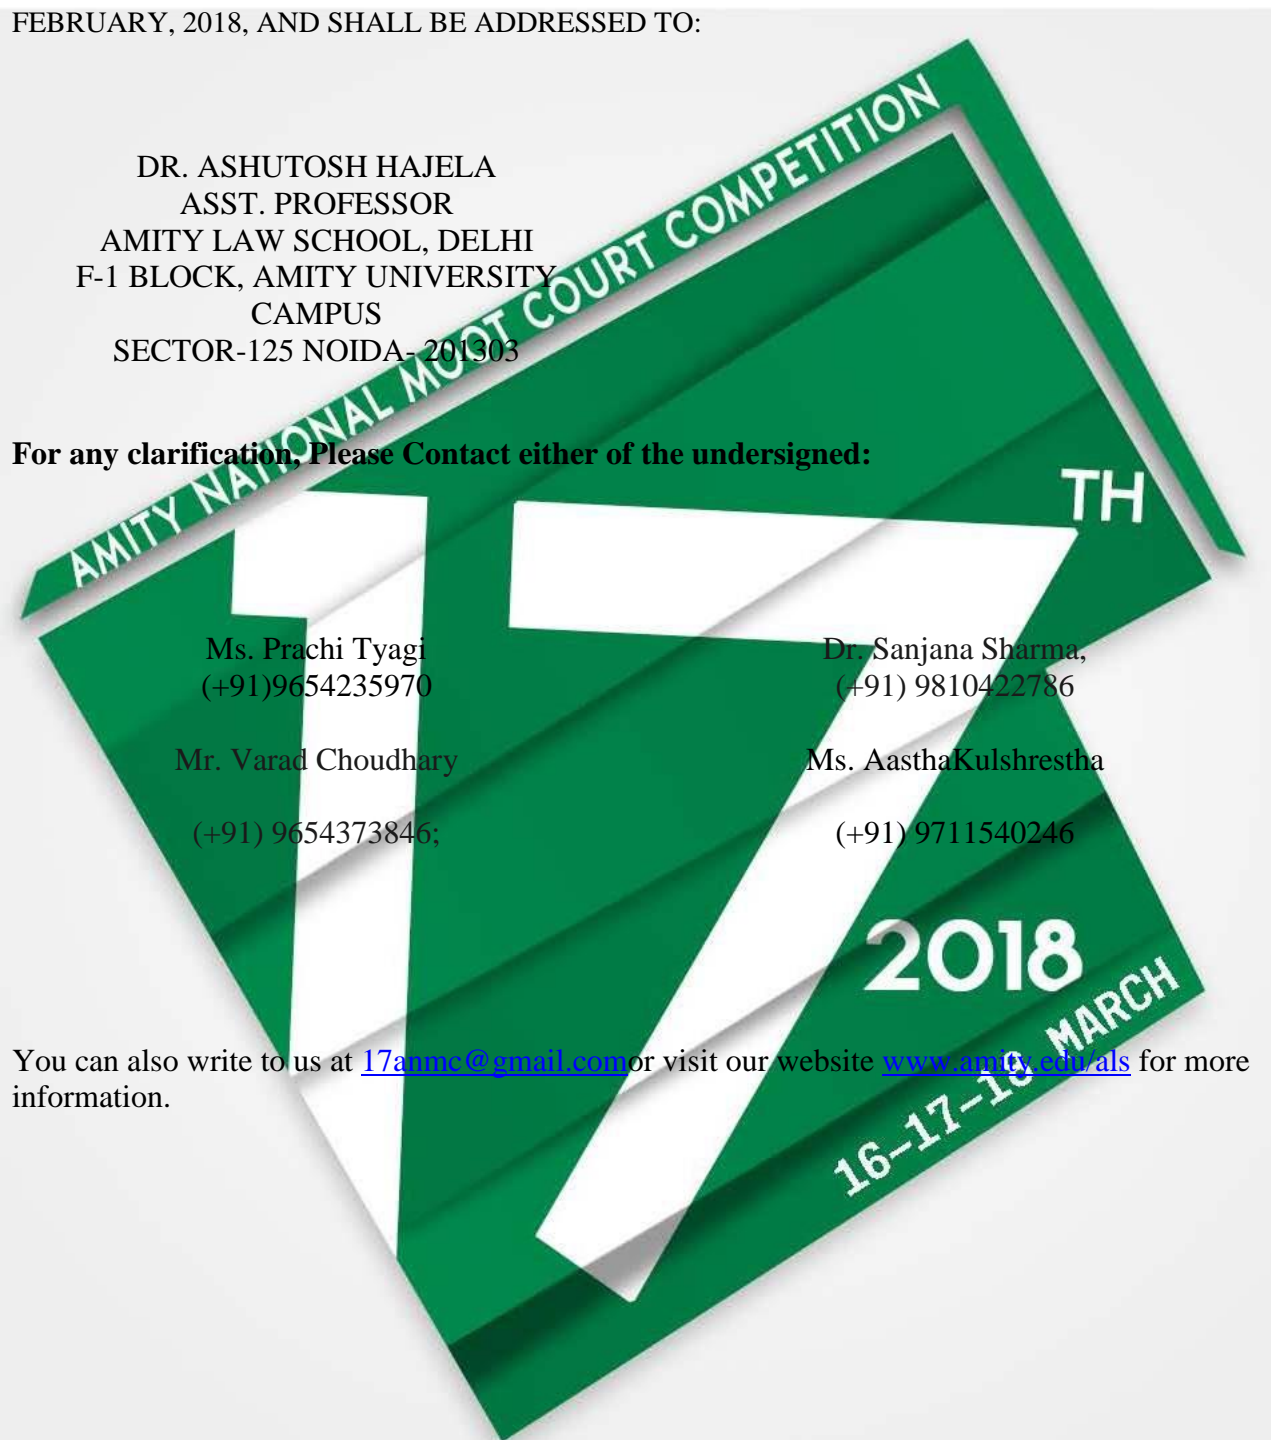 FEBRUARY, 2018, AND SHALL BE ADDRESSED TO:
DR. ASHUTOSH HAJELA
ASST. PROFESSOR
AMITY LAW SCHOOL, DELHI
F-1 BLOCK, AMITY UNIVERSITY
CAMPUS
SECTOR-125 NOIDA- 201303
AMITY NATIONAL MOOT COURT COMPETITION
For any clarification, Please Contact either of the undersigned:
17
TH
Ms. Prachi Tyagi
(+91)9654235970
Dr. Sanjana Sharma,
(+91) 9810422786
Mr. Varad Choudhary
(+91) 9654373846;
Ms. AasthaKulshrestha
(+91) 9711540246
2018
16-17-18 MARCH
You can also write to us at 17anmc@gmail.comor visit our website www.amity.edu/als for more
information.